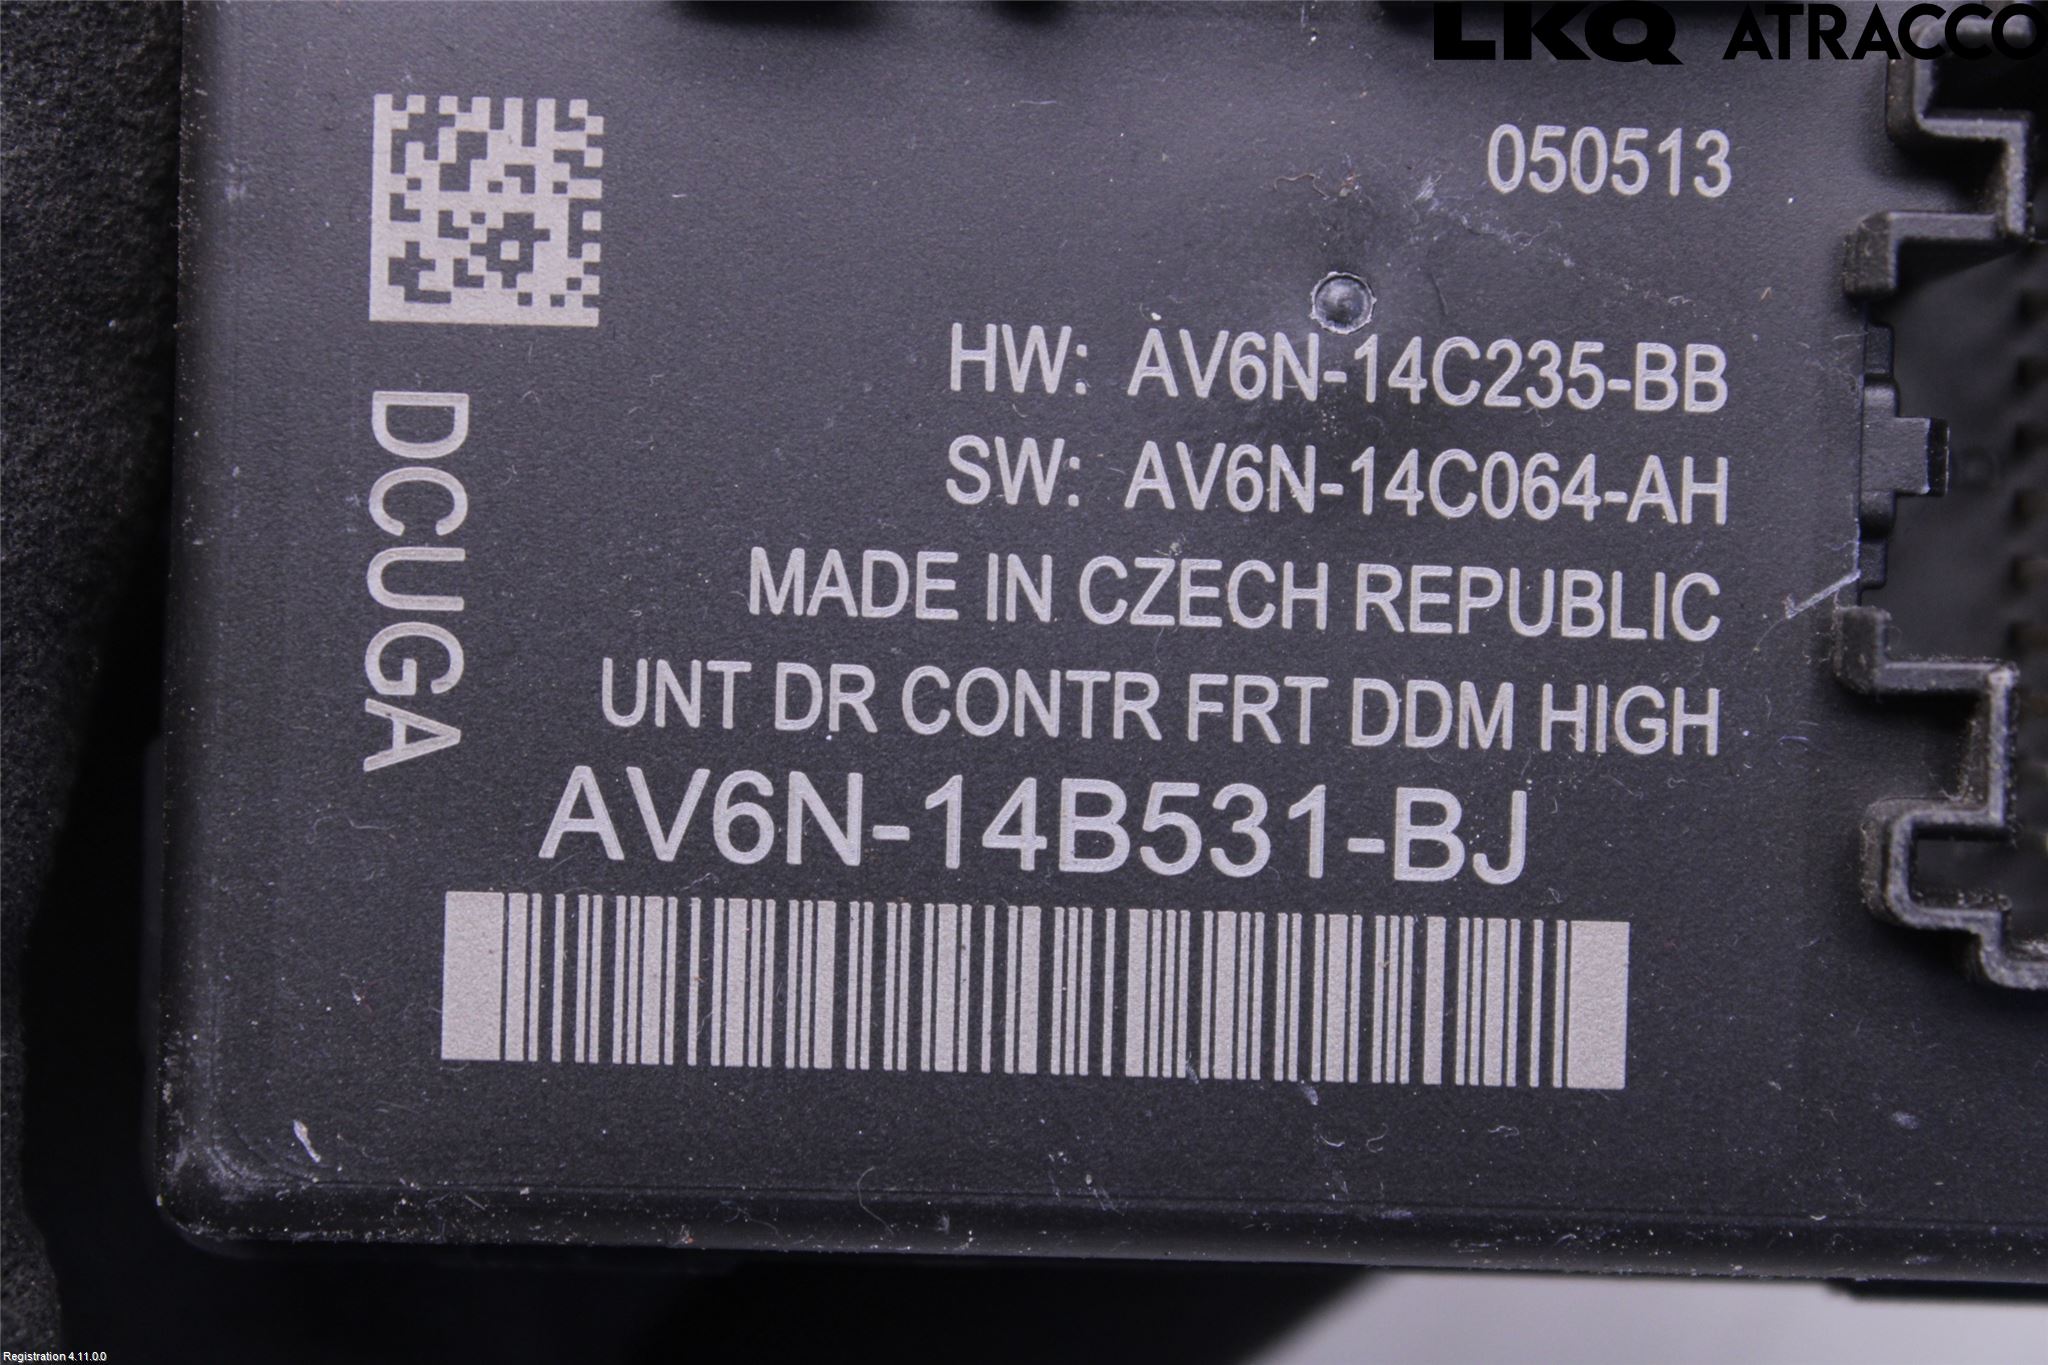 LKQ ATRACCO
050513
HW: AV6N-14C235-BB
SW: AV6N-14C064-AH
MADE IN CZECH REPUBLIC
UNT DR CONTR FRT DDM HIGH
AV6N-14B531-BJ
DCUGA
Registration 4.11.0.0